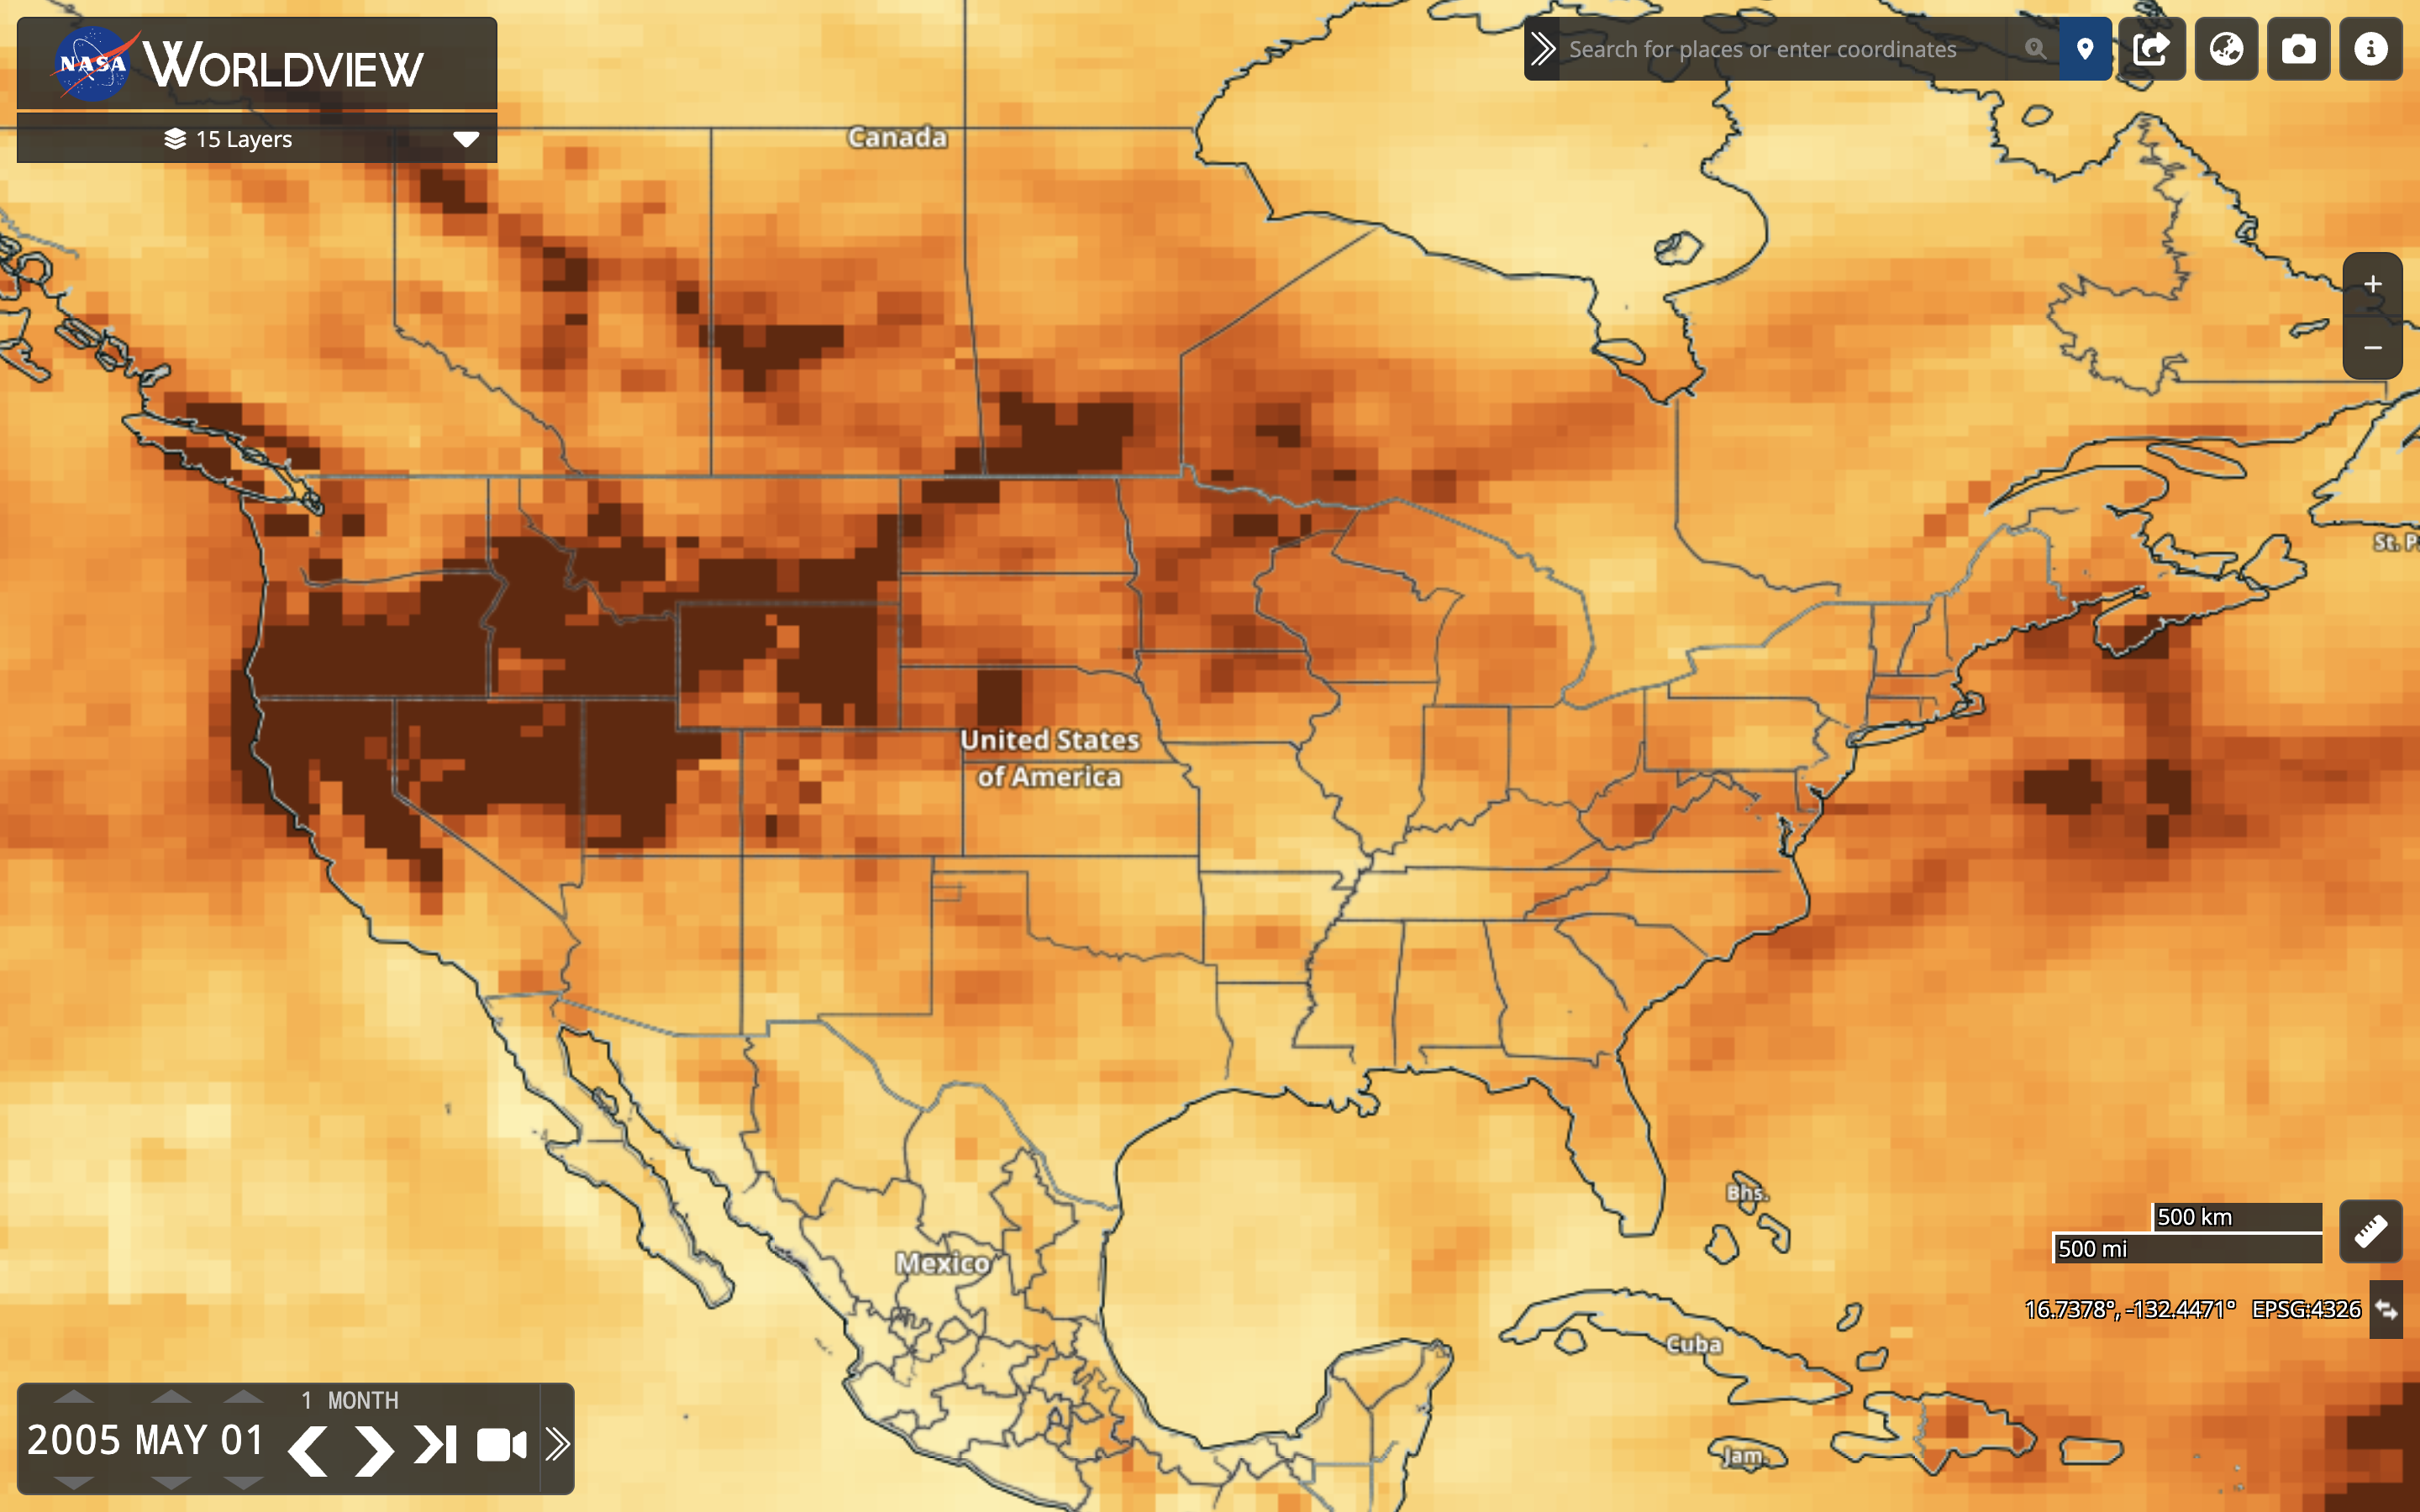 NASA WORLDVIEW
15 Layers
Search for places or enter coordinates
Canada
+
−
St. P
United States
of America
Bhs.
500 km
500 mi
Mexico
16.7378°, -132.4471° EPSG:4326
Cuba
Jam.
1 MONTH
2005 MAY 01